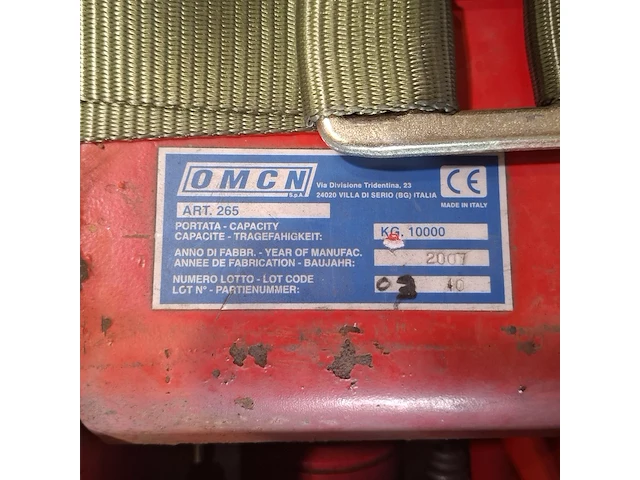 OMCN
S.p.A.
Via Divisione Tridentina, 23
24020 VILLA DI SERIO (BG) ITALIA
CE
MADE IN ITALY
ART. 265
PORTATA - CAPACITY
CAPACITE - TRAGEFAHIGKEIT:
KG. 10000
ANNO DI FABBR. - YEAR OF MANUFAC.
ANNEE DE FABRICATION - BAUJAHR:
2007
NUMERO LOTTO - LOT CODE
LOT N° - PARTIENUMMER:
03 10